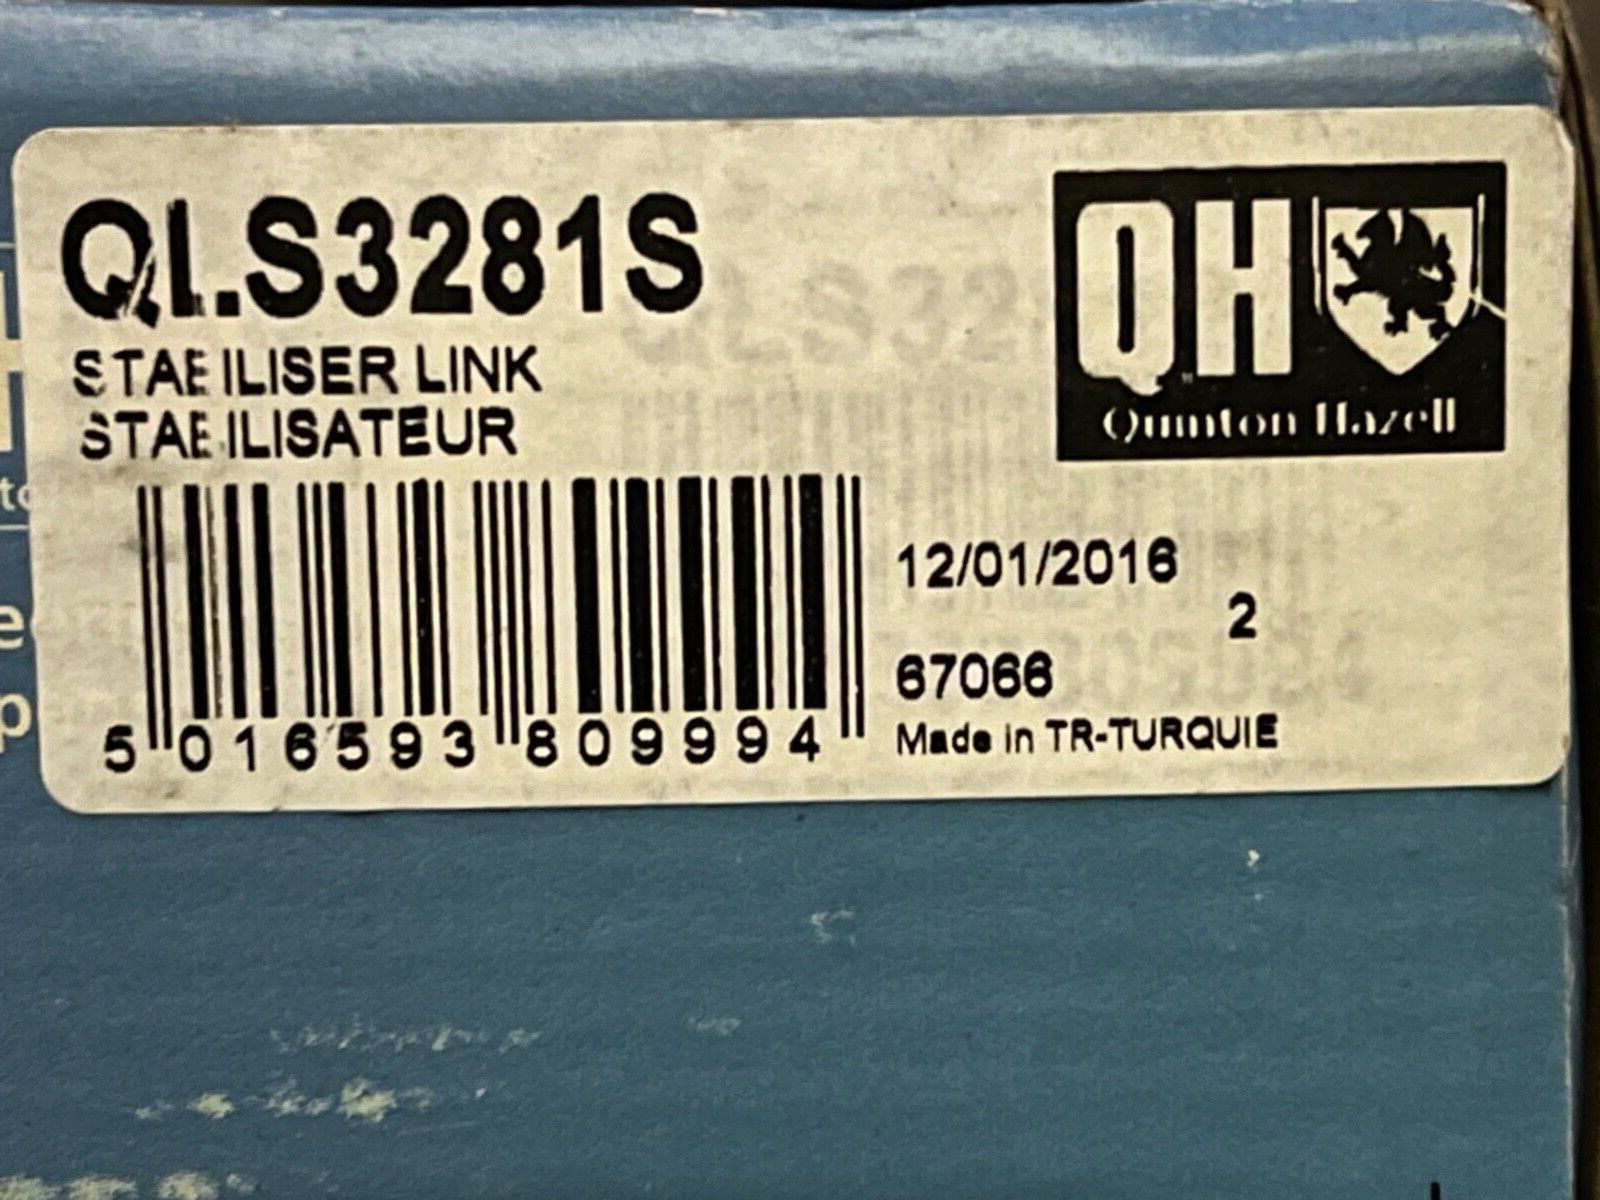 QLS3281S
STABILISER LINK
STABILISATEUR
QH
Quinton Hazell
5 016593 809994
12/01/2016
2
67066
Made in TR-TURQUIE